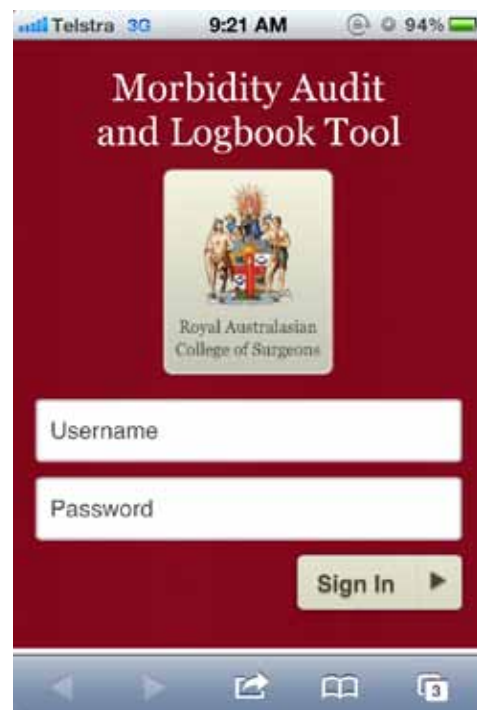 Telstra 3G 9:21 AM 94%
Morbidity Audit
and Logbook Tool
Royal Australasian
College of Surgeons
Username
Password
Sign In
3